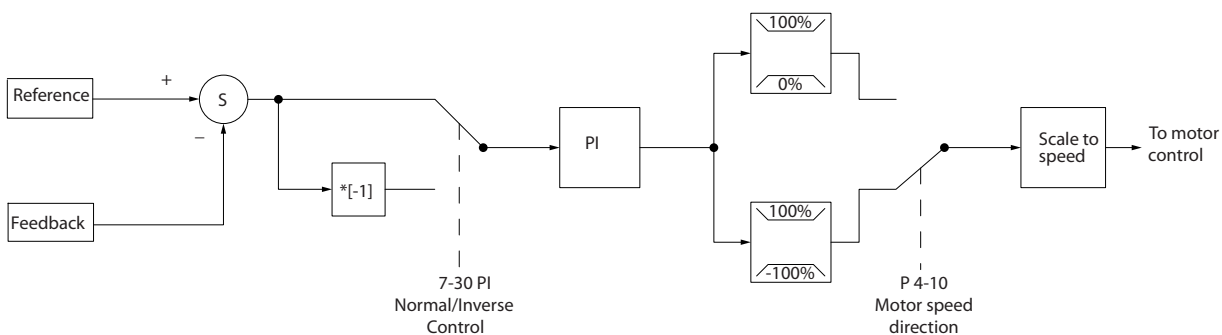 Reference
+
S
_
Feedback
*[-1]
7-30 PI
Normal/Inverse
Control
PI
100%
0%
100%
-100%
P 4-10
Motor speed
direction
Scale to
speed
To motor
control